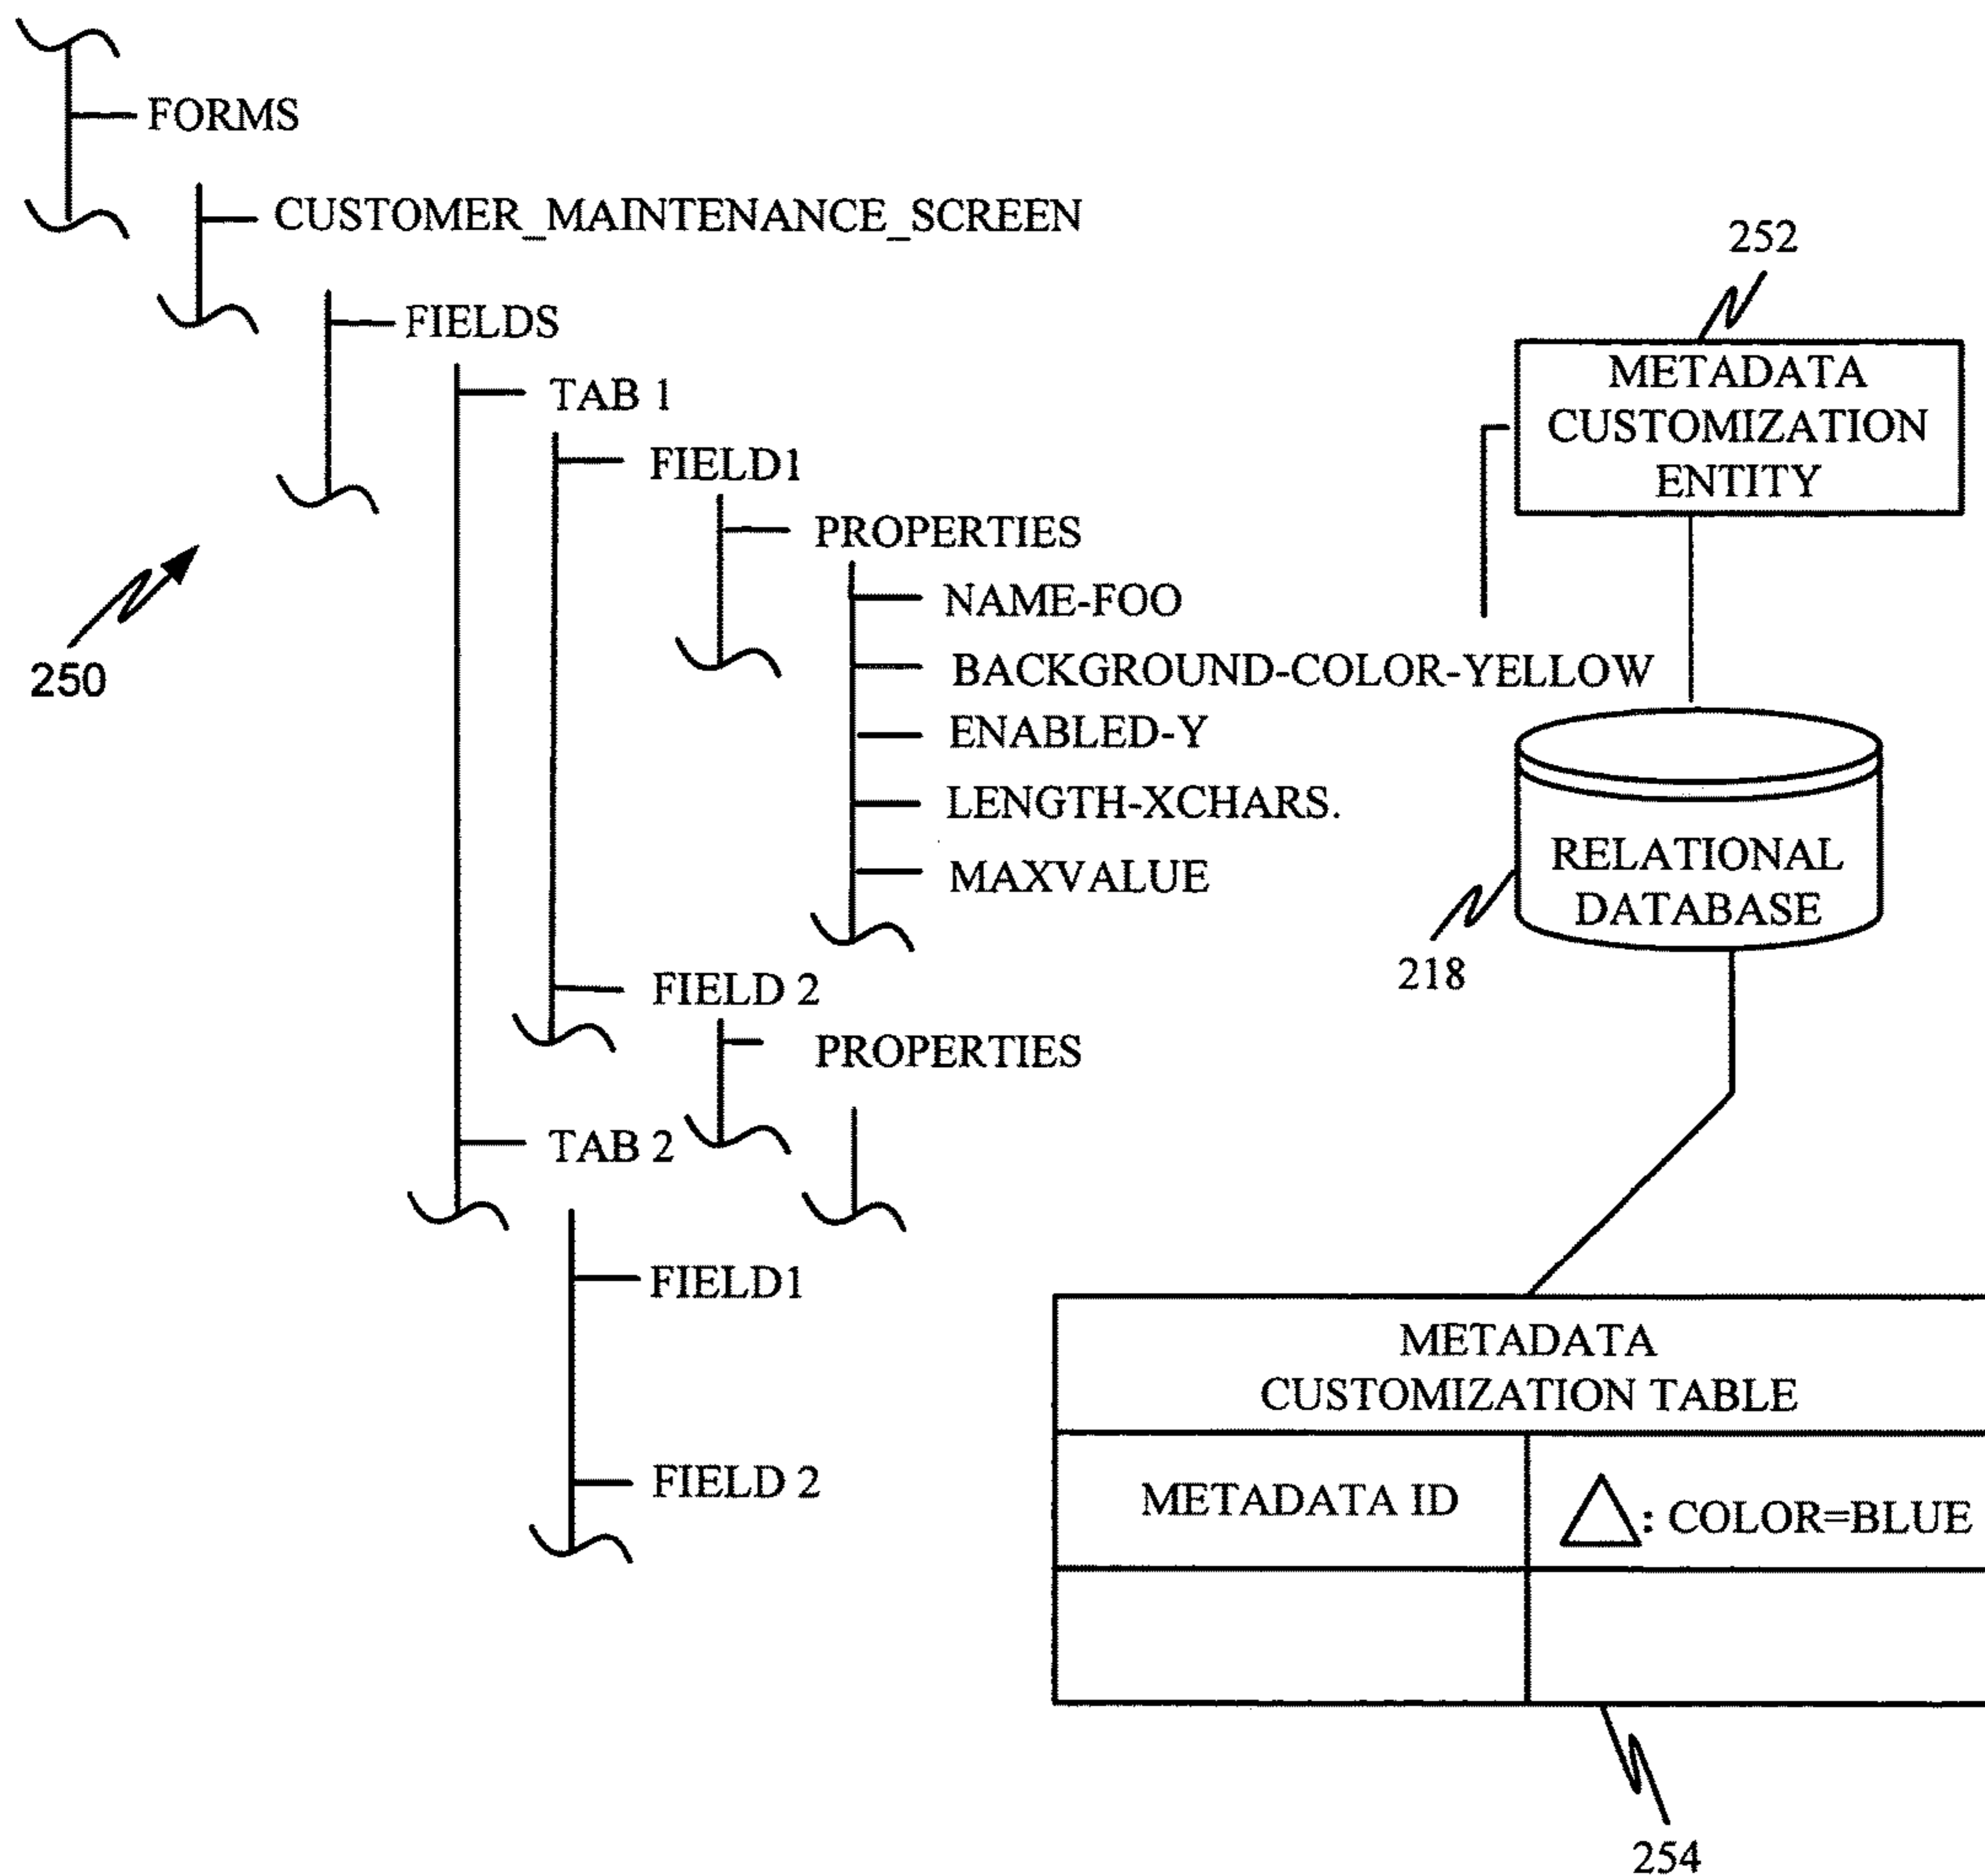 FORMS
CUSTOMER_MAINTENANCE_SCREEN
FIELDS
TAB 1
FIELD1
PROPERTIES
NAME-FOO
BACKGROUND-COLOR-YELLOW
ENABLED-Y
LENGTH-XCHARS.
MAXVALUE
FIELD 2
PROPERTIES
TAB 2
FIELD1
FIELD 2
250
252
METADATA
CUSTOMIZATION
ENTITY
RELATIONAL
DATABASE
218
METADATA
CUSTOMIZATION TABLE
METADATA ID
△: COLOR=BLUE
254